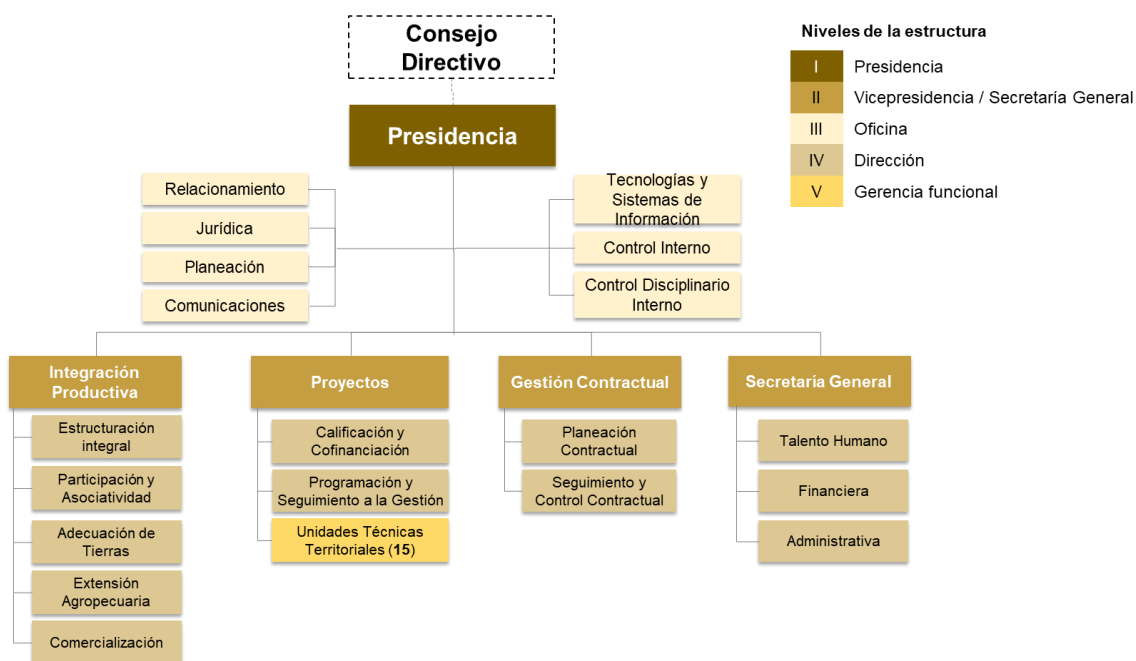 Consejo
Directivo
Presidencia
Niveles de la estructura
I Presidencia
II Vicepresidencia / Secretaría General
III Oficina
IV Dirección
V Gerencia funcional
Relacionamiento
Jurídica
Planeación
Comunicaciones
Tecnologías y
Sistemas de
Información
Control Interno
Control Disciplinario
Interno
Integración
Productiva
Estructuración
integral
Participación y
Asociatividad
Adecuación de
Tierras
Extensión
Agropecuaria
Comercialización
Proyectos
Calificación y
Cofinanciación
Programación y
Seguimiento a la Gestión
Unidades Técnicas
Territoriales (15)
Gestión Contractual
Planeación
Contractual
Seguimiento y
Control Contractual
Secretaría General
Talento Humano
Financiera
Administrativa